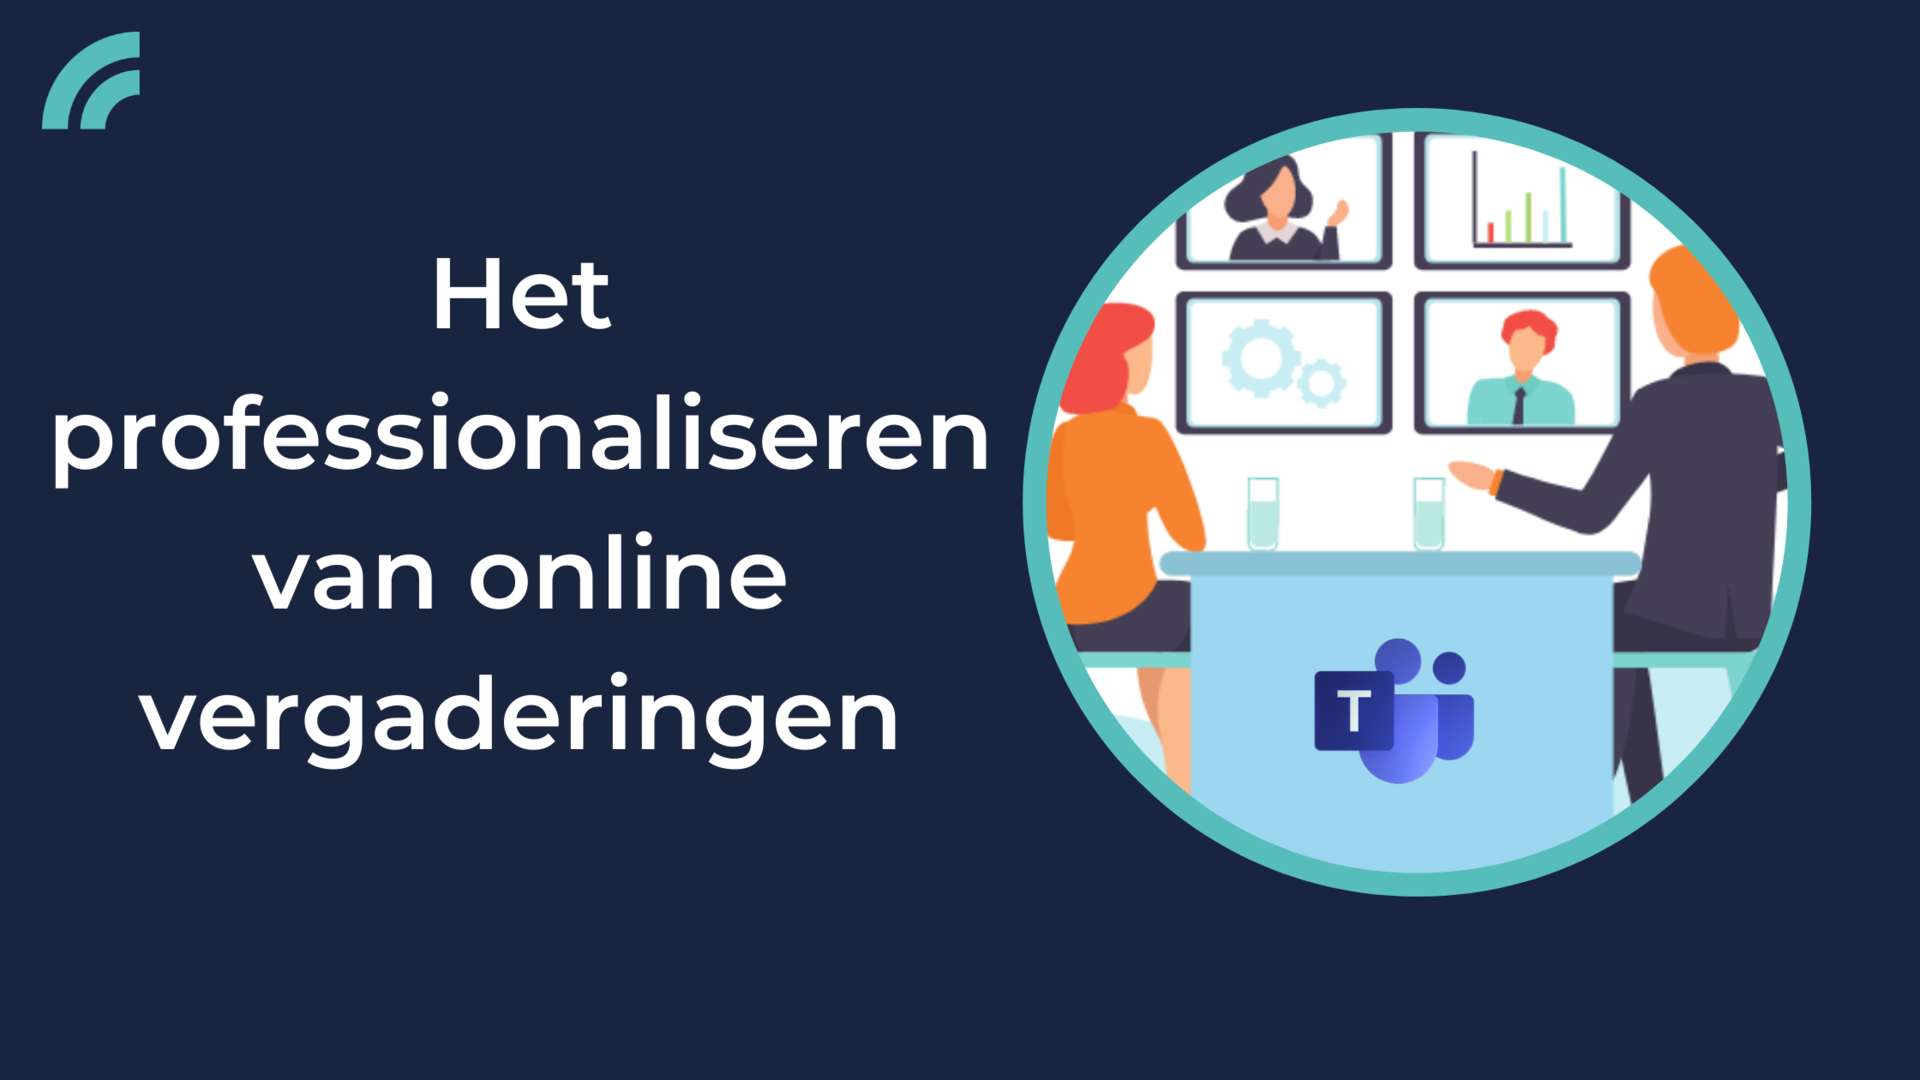 Het
professionaliseren
van online
vergaderingen
T